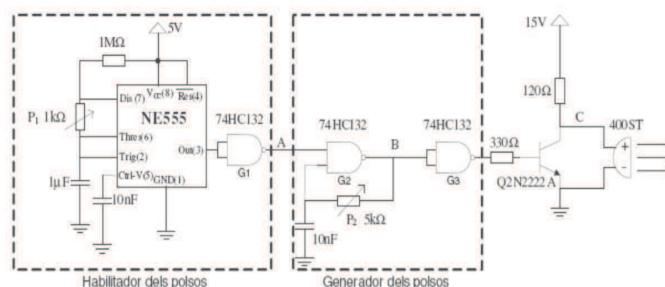 5V
1MΩ
Vcc(8) Res(4)
Dis(7)
NE555
P1 1kΩ
Thres(6)
Trig(2)
Out(3)
Ctrl-V(5)
GND(1)
1μF
10nF
74HC132
G1
A
Habilitador dels polsos
74HC132
G2
B
P2 5kΩ
10nF
74HC132
G3
Generador dels polsos
330Ω
15V
120Ω
C
400ST
+
-
Q2N2222A